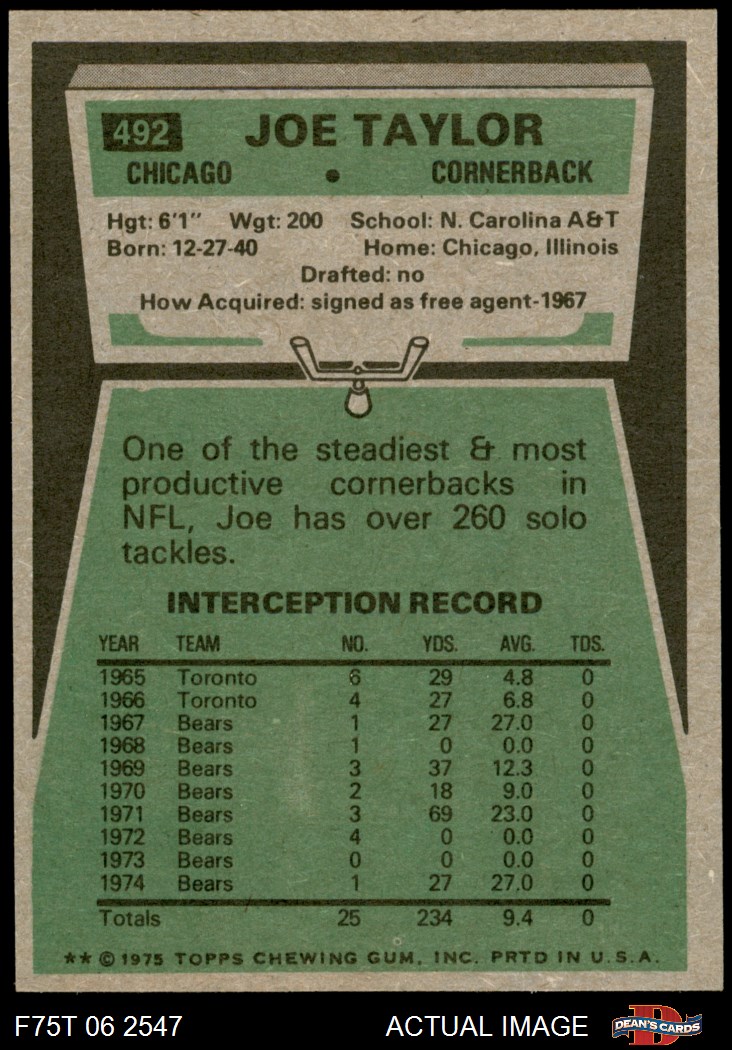 492 JOE TAYLOR
CHICAGO • CORNERBACK
Hgt: 6'1" Wgt: 200 School: N. Carolina A&T
Born: 12-27-40 Home: Chicago, Illinois
Drafted: no
How Acquired: signed as free agent-1967
One of the steadiest & most
productive cornerbacks in
NFL, Joe has over 260 solo
tackles.
INTERCEPTION RECORD
YEAR TEAM NO. YDS. AVG. TDS.
1965 Toronto 6 29 4.8 0
1966 Toronto 4 27 6.8 0
1967 Bears 1 27 27.0 0
1968 Bears 1 0 0.0 0
1969 Bears 3 37 12.3 0
1970 Bears 2 18 9.0 0
1971 Bears 3 69 23.0 0
1972 Bears 4 0 0.0 0
1973 Bears 0 0 0.0 0
1974 Bears 1 27 27.0 0
Totals 25 234 9.4 0
** © 1975 TOPPS CHEWING GUM, INC. PRTD IN U.S.A.
F75T 06 2547 ACTUAL IMAGE D DEAN'S CARDS